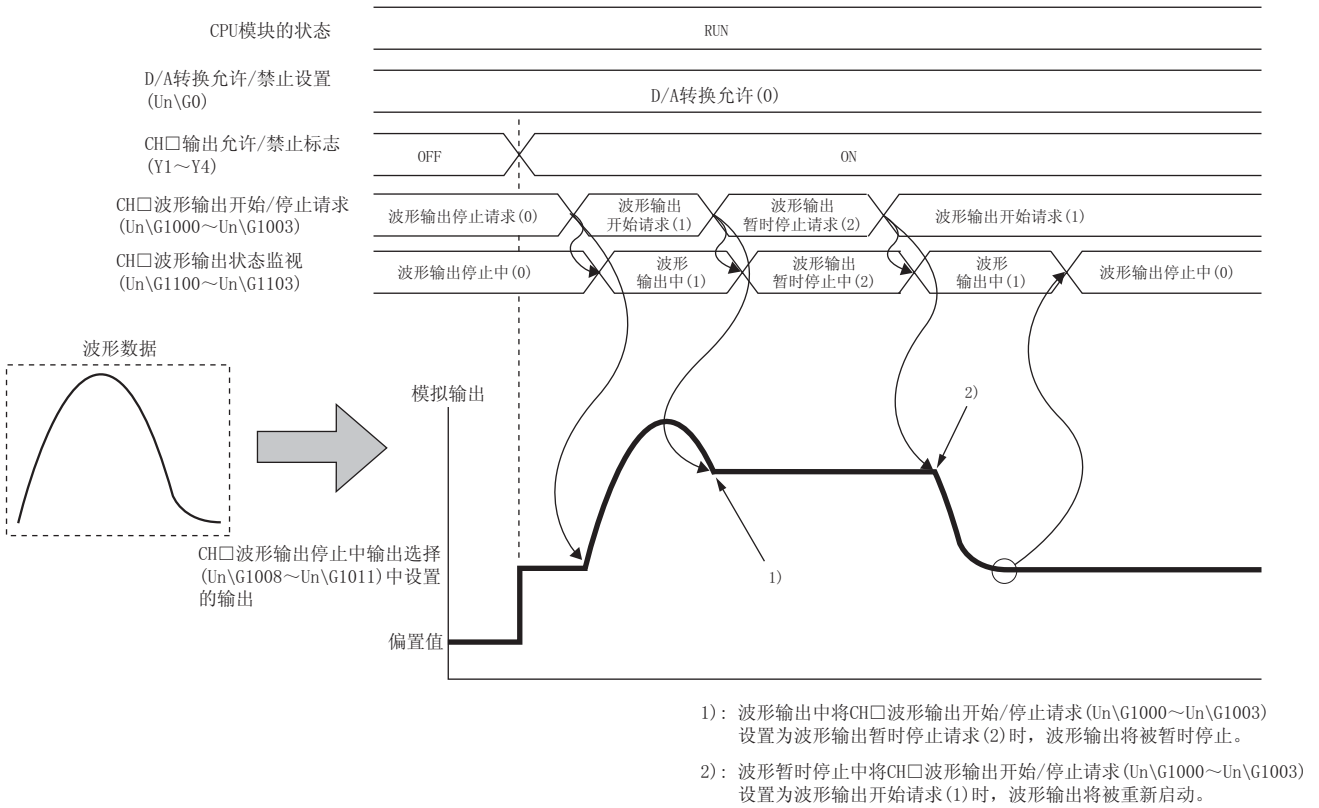 CPU模块的状态
RUN
D/A转换允许/禁止设置
(Un\G0)
D/A转换允许(0)
CH□输出允许/禁止标志
(Y1～Y4)
OFF
ON
CH□波形输出开始/停止请求
(Un\G1000～Un\G1003)
波形输出停止请求(0)
波形输出
开始请求(1)
波形输出
暂时停止请求(2)
波形输出开始请求(1)
CH□波形输出状态监视
(Un\G1100～Un\G1103)
波形输出停止中(0)
波形
输出中(1)
波形输出
暂时停止中(2)
波形
输出中(1)
波形输出停止中(0)
波形数据
模拟输出
2)
1)
CH□波形输出停止中输出选择
(Un\G1008～Un\G1011)中设置
的输出
偏置值
1): 波形输出中将CH□波形输出开始/停止请求(Un\G1000～Un\G1003)
设置为波形输出暂时停止请求(2)时，波形输出将被暂时停止。
2): 波形暂时停止中将CH□波形输出开始/停止请求(Un\G1000～Un\G1003)
设置为波形输出开始请求(1)时，波形输出将被重新启动。